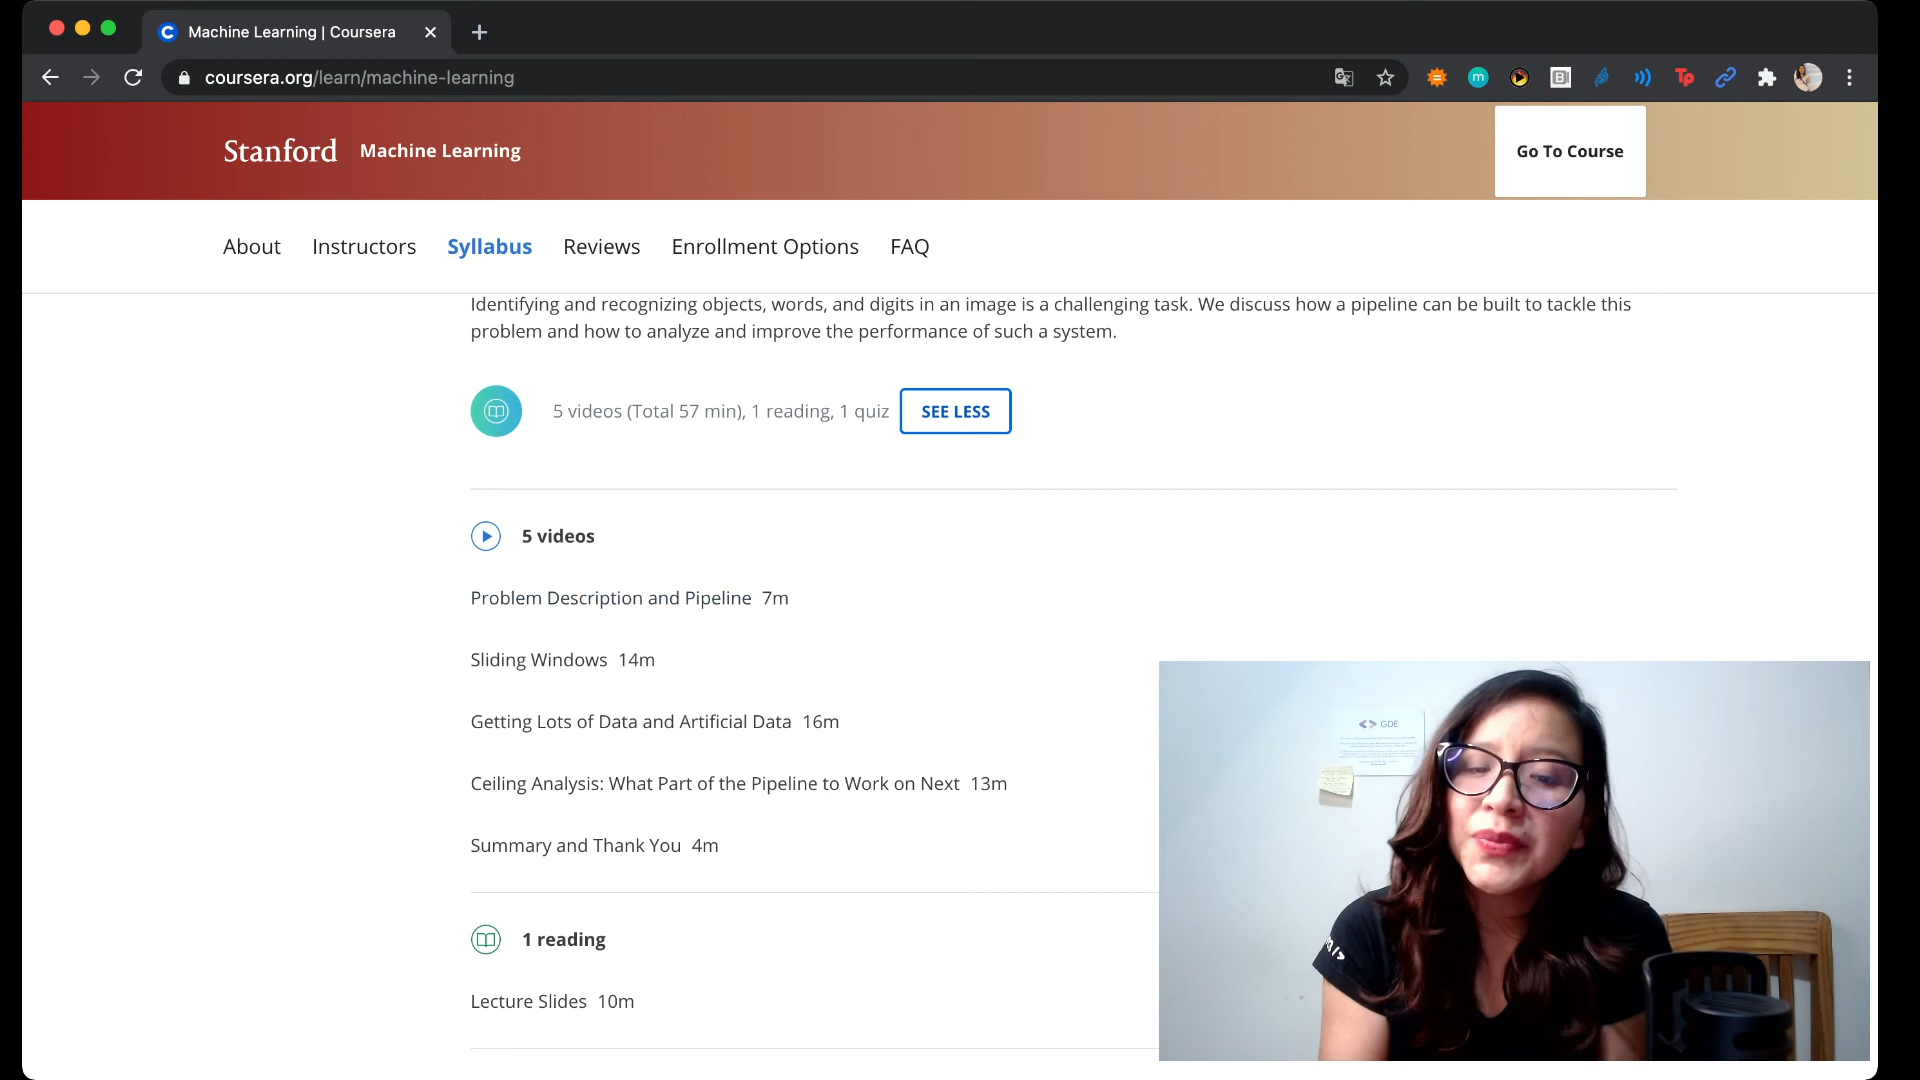 Machine Learning | Coursera
coursera.org/learn/machine-learning
Stanford Machine Learning
Go To Course
About Instructors Syllabus Reviews Enrollment Options FAQ
Identifying and recognizing objects, words, and digits in an image is a challenging task. We discuss how a pipeline can be built to tackle this
problem and how to analyze and improve the performance of such a system.
5 videos (Total 57 min), 1 reading, 1 quiz SEE LESS
5 videos
Problem Description and Pipeline 7m
Sliding Windows 14m
Getting Lots of Data and Artificial Data 16m
Ceiling Analysis: What Part of the Pipeline to Work on Next 13m
Summary and Thank You 4m
1 reading
Lecture Slides 10m
<> GDE